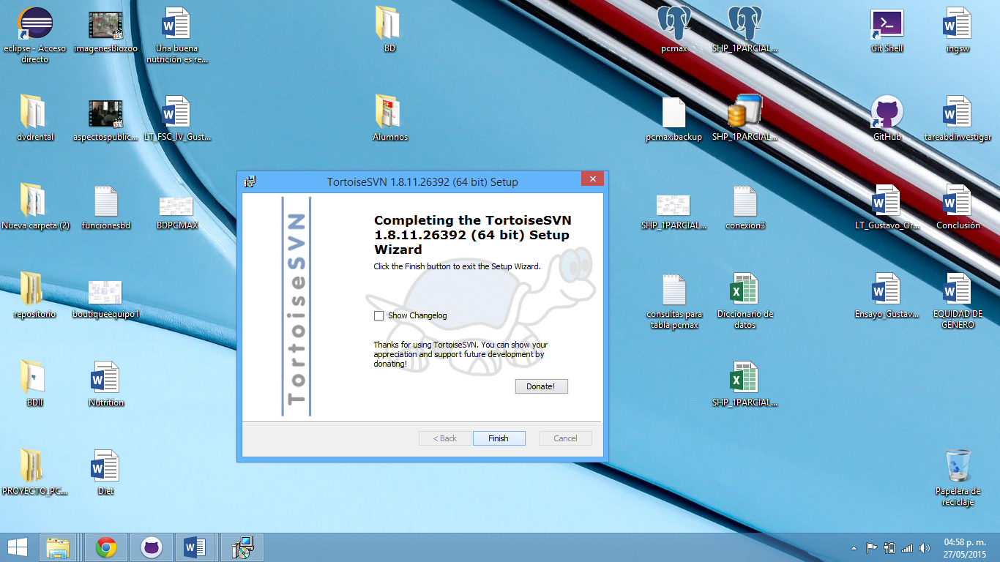 eclipse - Acceso
directo
imagenesBiozoo
Una buena
nutrición es re...
BD
pcmax
SHP_1PARCIAL...
Git Shell
ingsw
dvdrental
aspectospublic...
LT_FSC_IV_Gust...
Alumnos
pcmax.backup
SHP_1PARCIAL...
GitHub
tareabdinvestigar
Nueva carpeta (2)
funcionesbd
BDPCMAX
SHP_1PARCIAL...
conexion3
LT_Gustavo_Or...
Conclusión
repositorio
boutiqueequipo1
consultas para
tabla pcmax
Diccionario de
datos
Ensayo_Gustav...
EQUIDAD DE
GÉNERO
BDII
Nutrition
SHP_1PARCIAL...
PROYECTO_PC...
Diet
Papelera de
reciclaje
TortoiseSVN 1.8.11.26392 (64 bit) Setup
TortoiseSVN
Completing the TortoiseSVN
1.8.11.26392 (64 bit) Setup
Wizard
Click the Finish button to exit the Setup Wizard.
Show Changelog
Thanks for using TortoiseSVN. You can show your
appreciation and support future development by
donating!
Donate!
< Back
Finish
Cancel
04:58 p. m.
27/05/2015